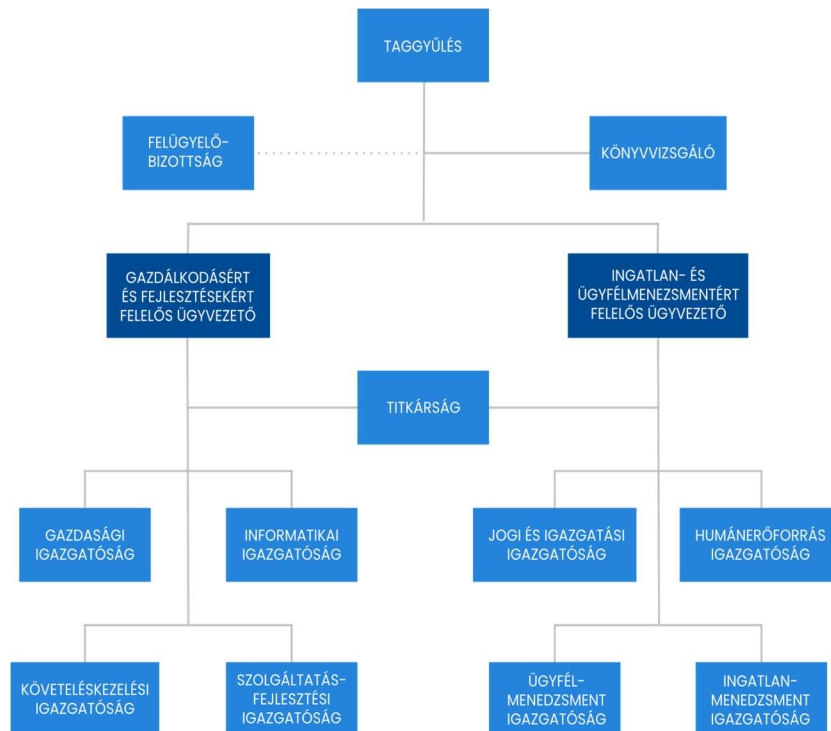 TAGGYŰLÉS
FELÜGYELŐ-
BIZOTTSÁG
KÖNYVVIZSGÁLÓ
GAZDÁLKODÁSÉRT
ÉS FEJLESZTÉSEKÉRT
FELELŐS ÜGYVEZETŐ
INGATLAN- ÉS
ÜGYFÉLMENEZSMENTÉRT
FELELŐS ÜGYVEZETŐ
TITKÁRSÁG
GAZDASÁGI
IGAZGATÓSÁG
INFORMATIKAI
IGAZGATÓSÁG
JOGI ÉS IGAZGATÁSI
IGAZGATÓSÁG
HUMÁNERŐFORRÁS
IGAZGATÓSÁG
KÖVETELÉSKEZELÉSI
IGAZGATÓSÁG
SZOLGÁLTATÁS-
FEJLESZTÉSI
IGAZGATÓSÁG
ÜGYFÉL-
MENEDZSMENT
IGAZGATÓSÁG
INGATLAN-
MENEDZSMENT
IGAZGATÓSÁG